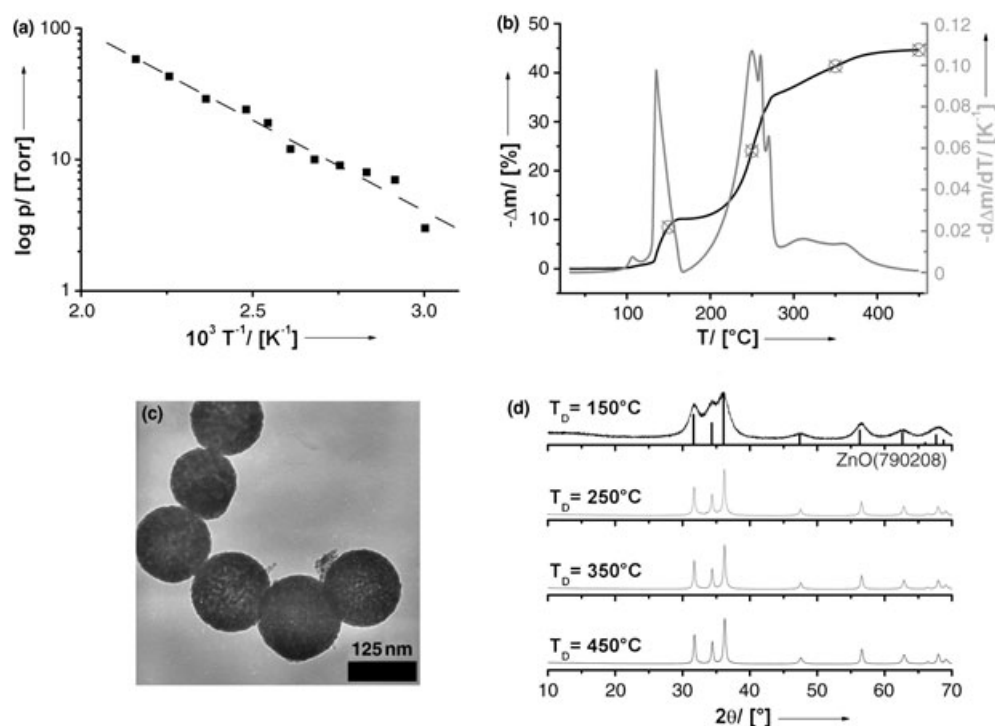 (a)
100
10
1
log p/ [Torr]
2.0 2.5 3.0
10³ T⁻¹/ [K⁻¹]
(b)
50
40
30
20
10
0
-Δm/ [%]
0.12
0.10
0.08
0.06
0.04
0.02
0
-dΔm/dT/ [K⁻¹]
100 200 300 400
T/ [°C]
(c)
125 nm
(d)
T_D = 150°C
ZnO(790208)
T_D = 250°C
T_D = 350°C
T_D = 450°C
10 20 30 40 50 60 70
2θ/ [°]